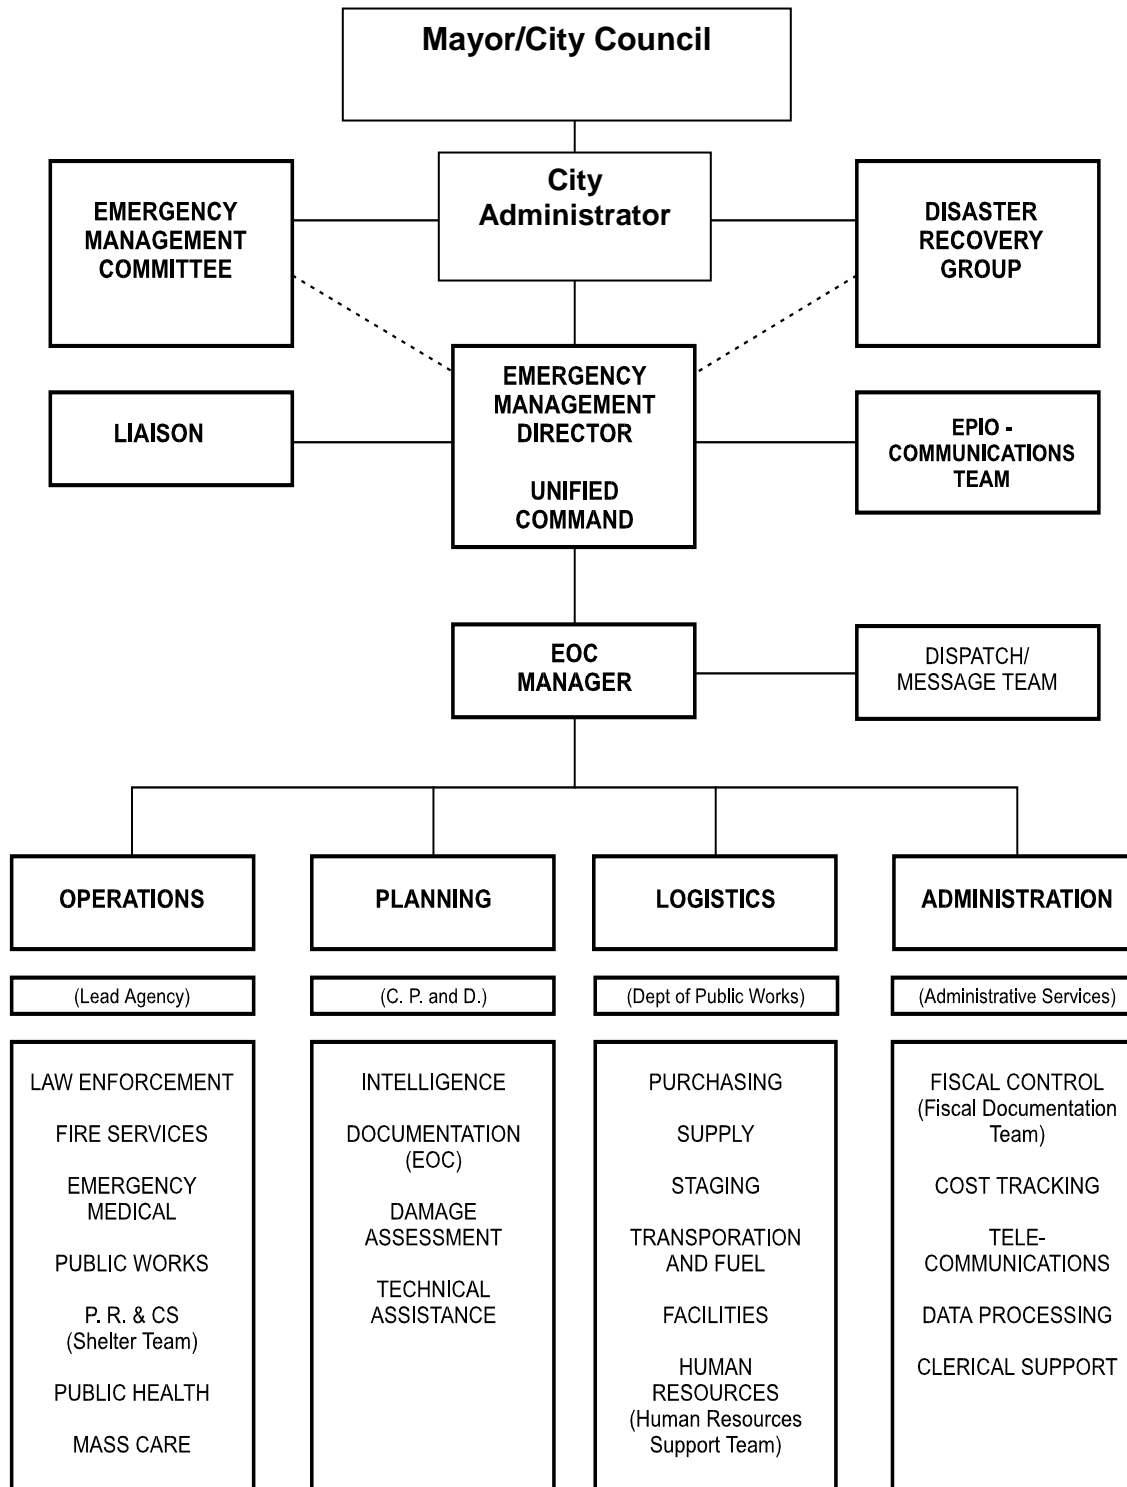 Mayor/City Council
City
Administrator
EMERGENCY
MANAGEMENT
COMMITTEE
DISASTER
RECOVERY
GROUP
EMERGENCY
MANAGEMENT
DIRECTOR
UNIFIED
COMMAND
LIAISON
EPIO -
COMMUNICATIONS
TEAM
EOC
MANAGER
DISPATCH/
MESSAGE TEAM
OPERATIONS
(Lead Agency)
LAW ENFORCEMENT
FIRE SERVICES
EMERGENCY
MEDICAL
PUBLIC WORKS
P. R. & CS
(Shelter Team)
PUBLIC HEALTH
MASS CARE
PLANNING
(C. P. and D.)
INTELLIGENCE
DOCUMENTATION
(EOC)
DAMAGE
ASSESSMENT
TECHNICAL
ASSISTANCE
LOGISTICS
(Dept of Public Works)
PURCHASING
SUPPLY
STAGING
TRANSPORATION
AND FUEL
FACILITIES
HUMAN
RESOURCES
(Human Resources
Support Team)
ADMINISTRATION
(Administrative Services)
FISCAL CONTROL
(Fiscal Documentation
Team)
COST TRACKING
TELE-
COMMUNICATIONS
DATA PROCESSING
CLERICAL SUPPORT